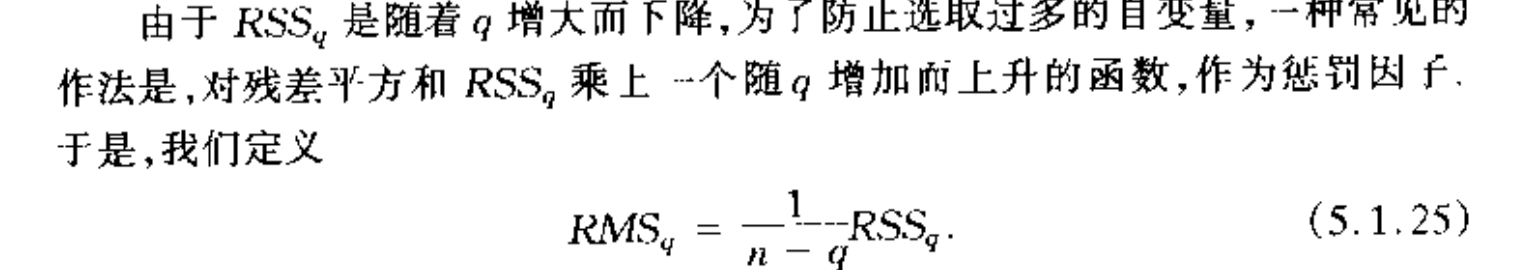 由于 RSS_q 是随着 q 增大而下降,为了防止选取过多的自变量,一种常见的
作法是,对残差平方和 RSS_q 乘上一个随 q 增加而上升的函数,作为惩罚因子.
于是,我们定义
RMS_q = \frac{1}{n - q} RSS_q. (5.1.25)